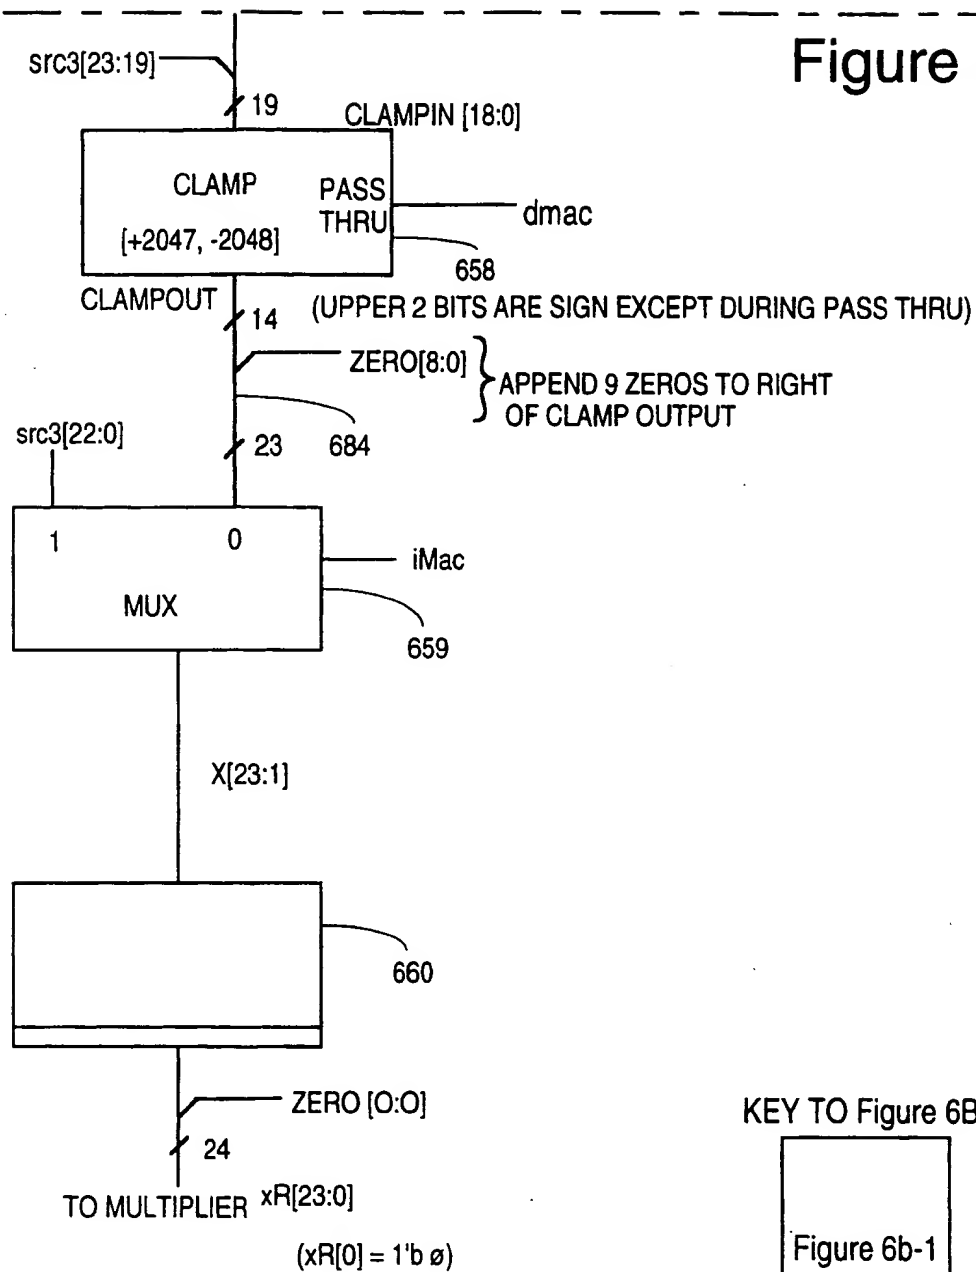 Figure
src3[23:19]
19
CLAMPIN [18:0]
CLAMP
PASS
THRU
[+2047, -2048]
dmac
658
CLAMPOUT
14
(UPPER 2 BITS ARE SIGN EXCEPT DURING PASS THRU)
ZERO[8:0]
APPEND 9 ZEROS TO RIGHT
OF CLAMP OUTPUT
684
src3[22:0]
23
1
0
MUX
iMac
659
X[23:1]
660
ZERO [O:O]
24
TO MULTIPLIER xR[23:0]
(xR[0] = 1'b ø)
KEY TO Figure 6B
Figure 6b-1